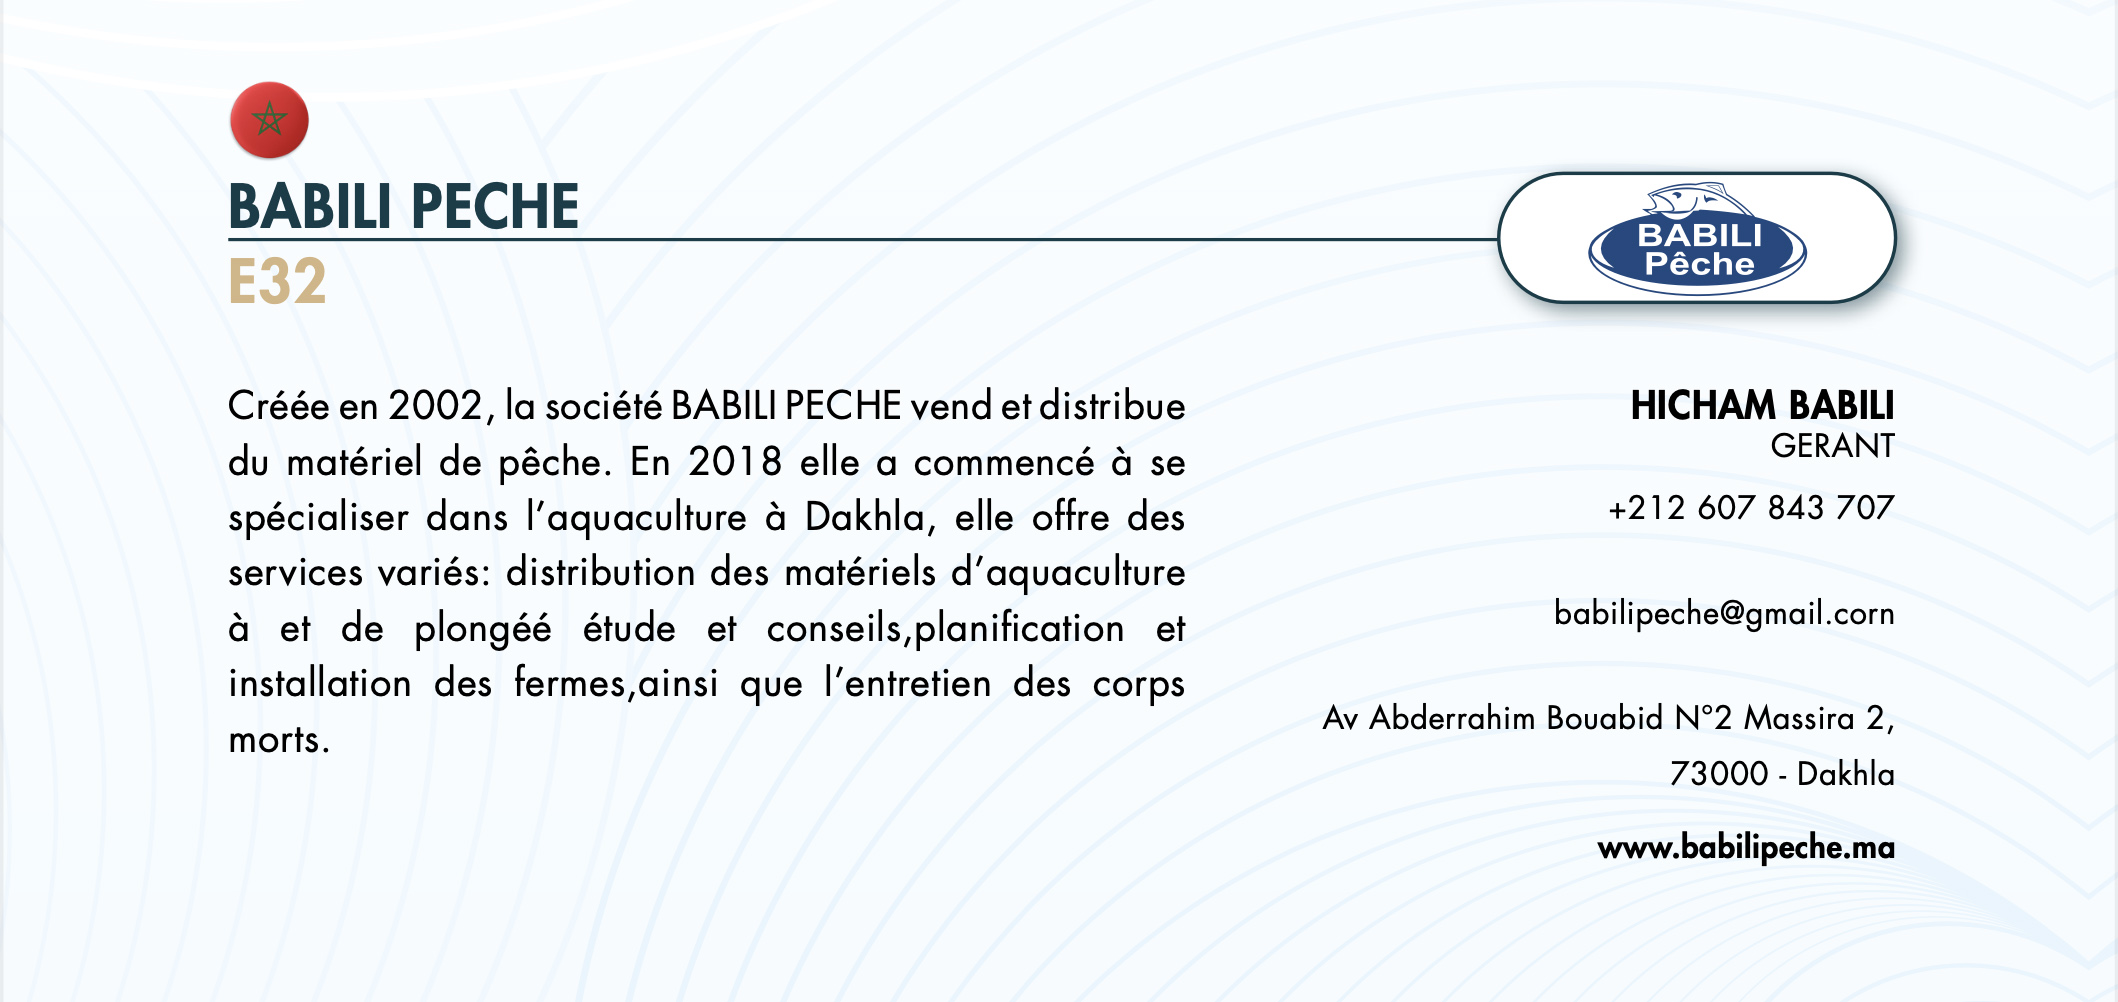 BABILI PECHE
E32
BABILI
Pêche
Créée en 2002, la société BABILI PECHE vend et distribue
du matériel de pêche. En 2018 elle a commencé à se
spécialiser dans l’aquaculture à Dakhla, elle offre des
services variés: distribution des matériels d’aquaculture
à et de plongéé étude et conseils,planification et
installation des fermes,ainsi que l’entretien des corps
morts.
HICHAM BABILI
GERANT
+212 607 843 707
babilipeche@gmail.corn
Av Abderrahim Bouabid N°2 Massira 2,
73000 - Dakhla
www.babilipeche.ma